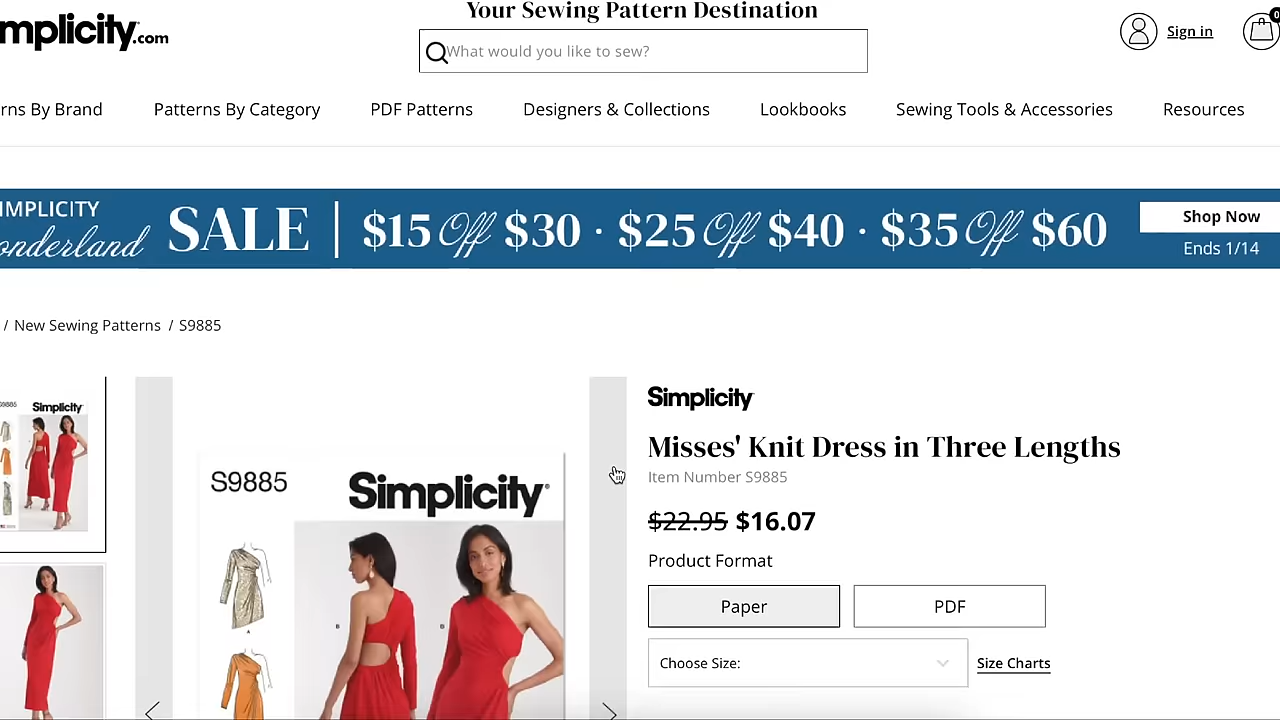 Your Sewing Pattern Destination
mplicity.com
What would you like to sew?
Sign in
0
rns By Brand
Patterns By Category
PDF Patterns
Designers & Collections
Lookbooks
Sewing Tools & Accessories
Resources
IMPLICITY
onderland
SALE
$15 Off $30 · $25 Off $40 · $35 Off $60
Shop Now
Ends 1/14
/ New Sewing Patterns / S9885
Simplicity
Misses' Knit Dress in Three Lengths
Item Number S9885
$22.95 $16.07
Product Format
Paper
PDF
Choose Size:
Size Charts
S9885
Simplicity
A
B
B
S9885
Simplicity